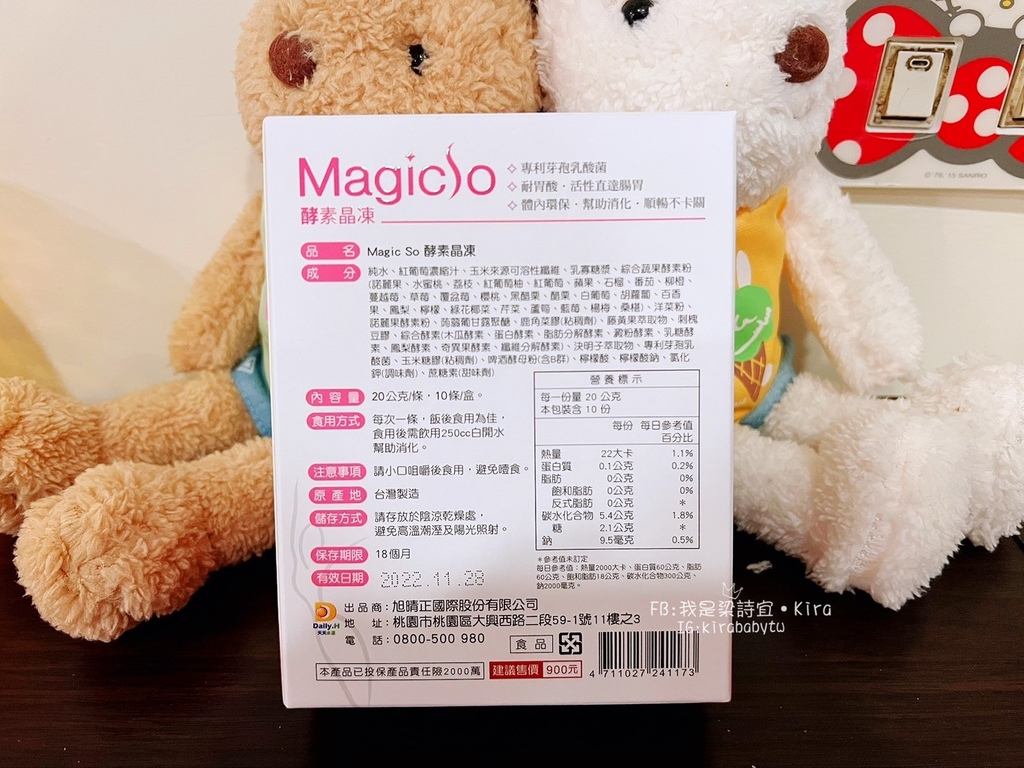 MagicSo
酵素晶凍
◇ 專利芽孢乳酸菌
◇ 耐胃酸・活性直達腸胃
◇ 體內環保・幫助消化・順暢不卡關
品名 Magic So 酵素晶凍
成分 純水、紅葡萄濃縮汁、玉米來源可溶性纖維、乳寡糖漿、綜合蔬果酵素粉
(諾麗果、水蜜桃、荔枝、紅葡萄柚、紅葡萄、蘋果、石榴、番茄、柳橙、
蔓越莓、草莓、覆盆莓、櫻桃、黑醋栗、醋栗、白葡萄、胡蘿蔔、百香
果、鳳梨、檸檬、綠花椰菜、芹菜、蘆筍、藍莓、楊梅、桑椹)、洋菜粉、
諾麗果酵素粉、蒟蒻葡甘露聚醣、鹿角菜膠(粘稠劑)、藤黃果萃取物、刺槐
豆膠、綜合酵素(木瓜酵素、蛋白酵素、脂肪分解酵素、澱粉酵素、乳糖酵
素、鳳梨酵素、奇異果酵素、纖維分解酵素)、決明子萃取物、專利芽孢乳
酸菌、玉米糖膠(粘稠劑)、啤酒酵母粉(含B群)、檸檬酸、檸檬酸鈉、氯化
鉀(調味劑)、蔗糖素(甜味劑)
內容量 20公克/條，10條/盒。
食用方式 每次一條，飯後食用為佳，
食用後需飲用250cc白開水
幫助消化。
注意事項 請小口咀嚼後食用，避免噎食。
原產地 台灣製造
儲存方式 請存放於陰涼乾燥處，
避免高溫潮溼及陽光照射。
保存期限 18個月
有效日期 2022.11.28
營養標示
每一份量 20 公克
本包裝含 10 份
每份 每日參考值
百分比
熱量 22大卡 1.1%
蛋白質 0.1公克 0.2%
脂肪 0公克 0%
飽和脂肪 0公克 0%
反式脂肪 0公克 *
碳水化合物 5.4公克 1.8%
糖 2.1公克 *
鈉 9.5毫克 0.5%
*參考值未訂定
每日參考值：熱量2000大卡、蛋白質60公克、脂肪
60公克、飽和脂肪18公克、碳水化合物300公克、
鈉2000毫克。
Daily.H
出品商：旭晴正國際股份有限公司
地址：桃園市桃園區大興西路二段59-1號11樓之3
電話：0800-500 980
食品
本產品已投保產品責任險2000萬
建議售價 900元
4 711027 241173
FB:我是梁詩宜•Kira
IG:kirababytw
©'76,'13 SANRIO